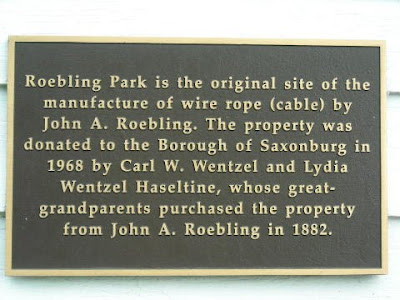 Roebling Park is the original site of the
manufacture of wire rope (cable) by
John A. Roebling. The property was
donated to the Borough of Saxonburg in
1968 by Carl W. Wentzel and Lydia
Wentzel Haseltine, whose great-
grandparents purchased the property
from John A. Roebling in 1882.